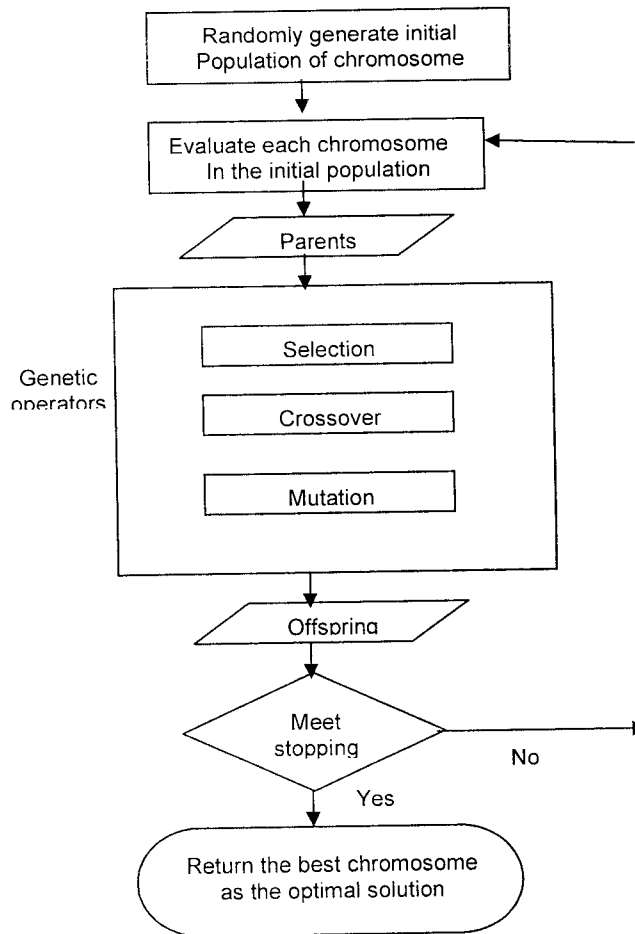 Randomly generate initial
Population of chromosome
Evaluate each chromosome
In the initial population
Parents
Selection
Genetic
operators
Crossover
Mutation
Offspring
Meet
stopping
No
Yes
Return the best chromosome
as the optimal solution